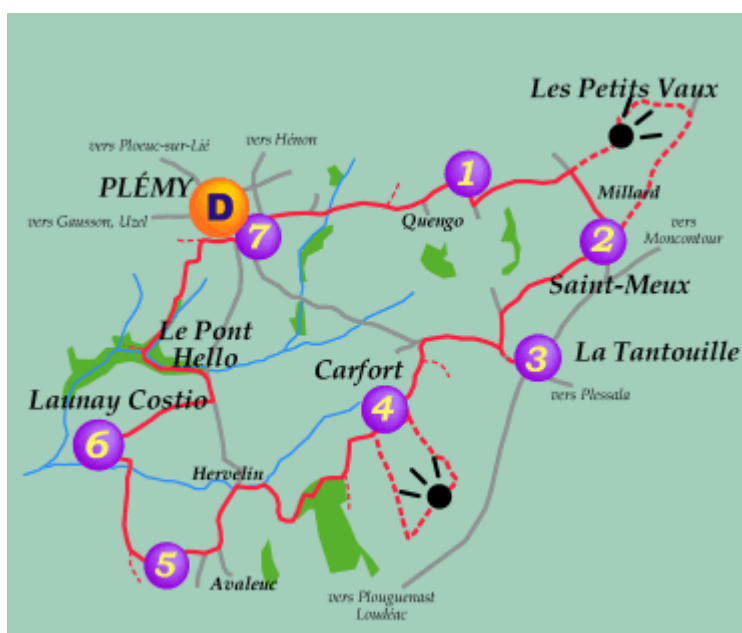 Les Petits Vaux
vers Hénon
vers Ploeuc-sur-Lié
PLÉMY
1
Millard
D
vers Gausson, Uzel
Quengo
vers
Moncontour
7
2
Saint-Meux
Le Pont
Hello
3
La Tantouille
Carfort
vers Plessala
Launay Costio
4
6
Hervelin
5
Avaleuc
vers Plouguenast
Loudéac